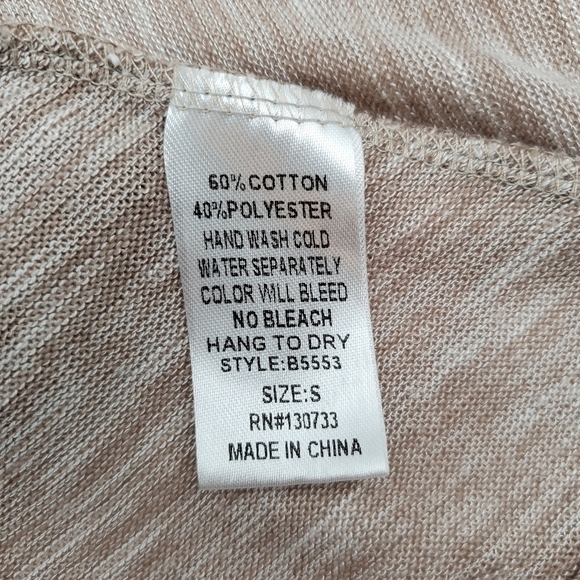 60%COTTON
40%POLYESTER
HAND WASH COLD
WATER SEPARATELY
COLOR WILL BLEED
NO BLEACH
HANG TO DRY
STYLE:B5553
SIZE:S
RN#130733
MADE IN CHINA